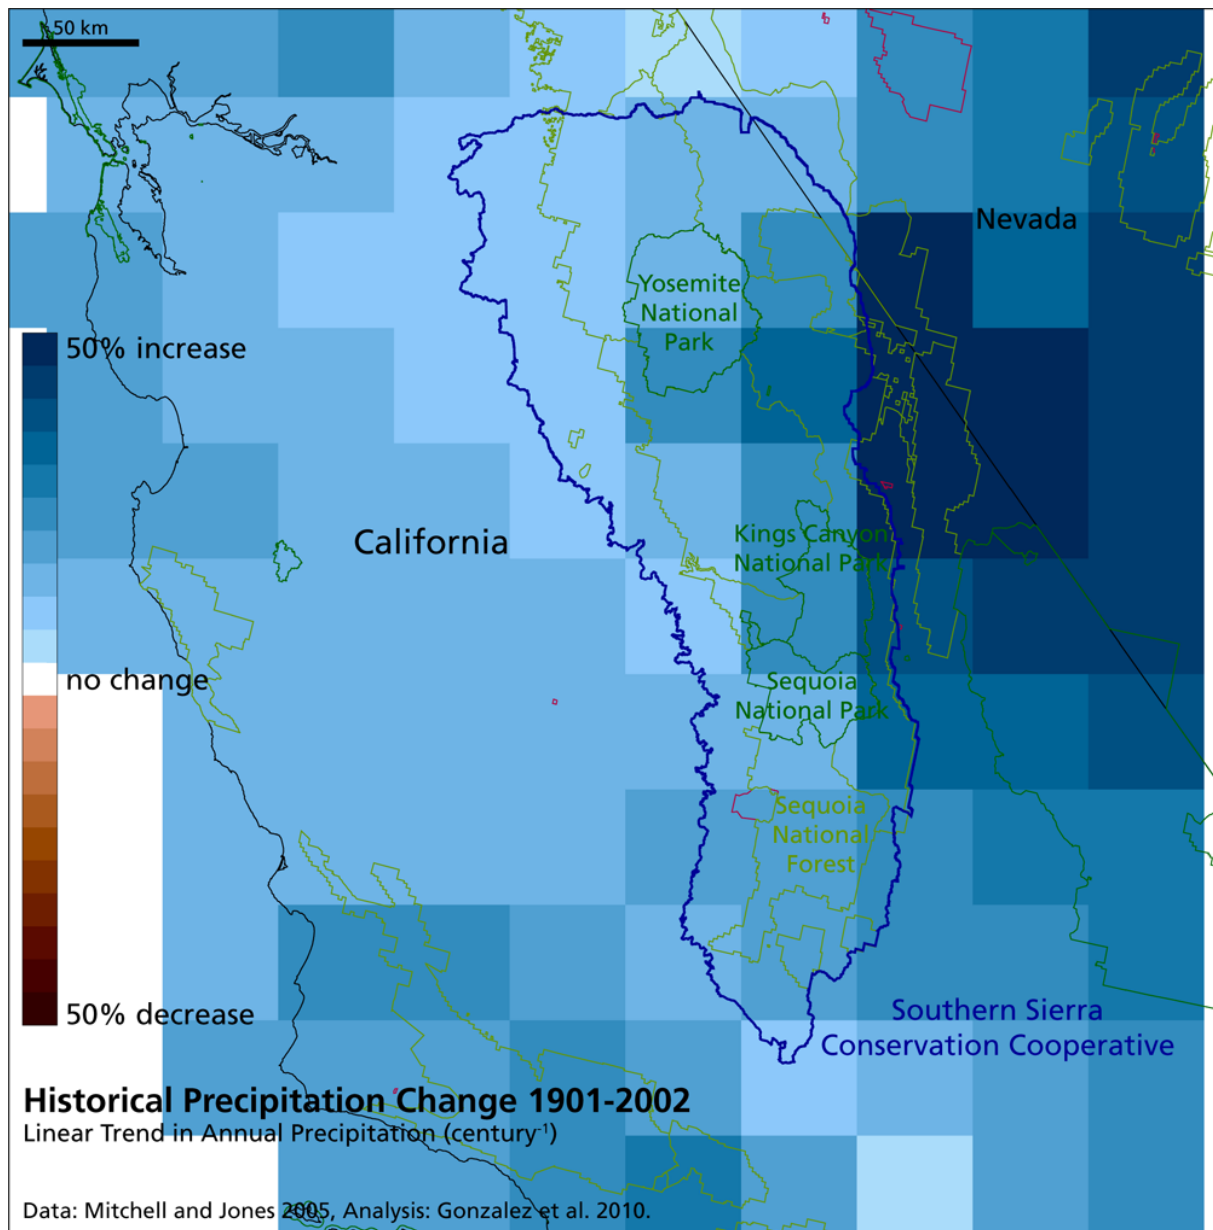 50 km
Nevada
Yosemite
National
Park
50% increase
Kings Canyon
National Park
California
no change
Sequoia
National Park
Sequoia
National
Forest
50% decrease
Southern Sierra
Conservation Cooperative
Historical Precipitation Change 1901-2002
Linear Trend in Annual Precipitation (century⁻¹)
Data: Mitchell and Jones 2005, Analysis: Gonzalez et al. 2010.